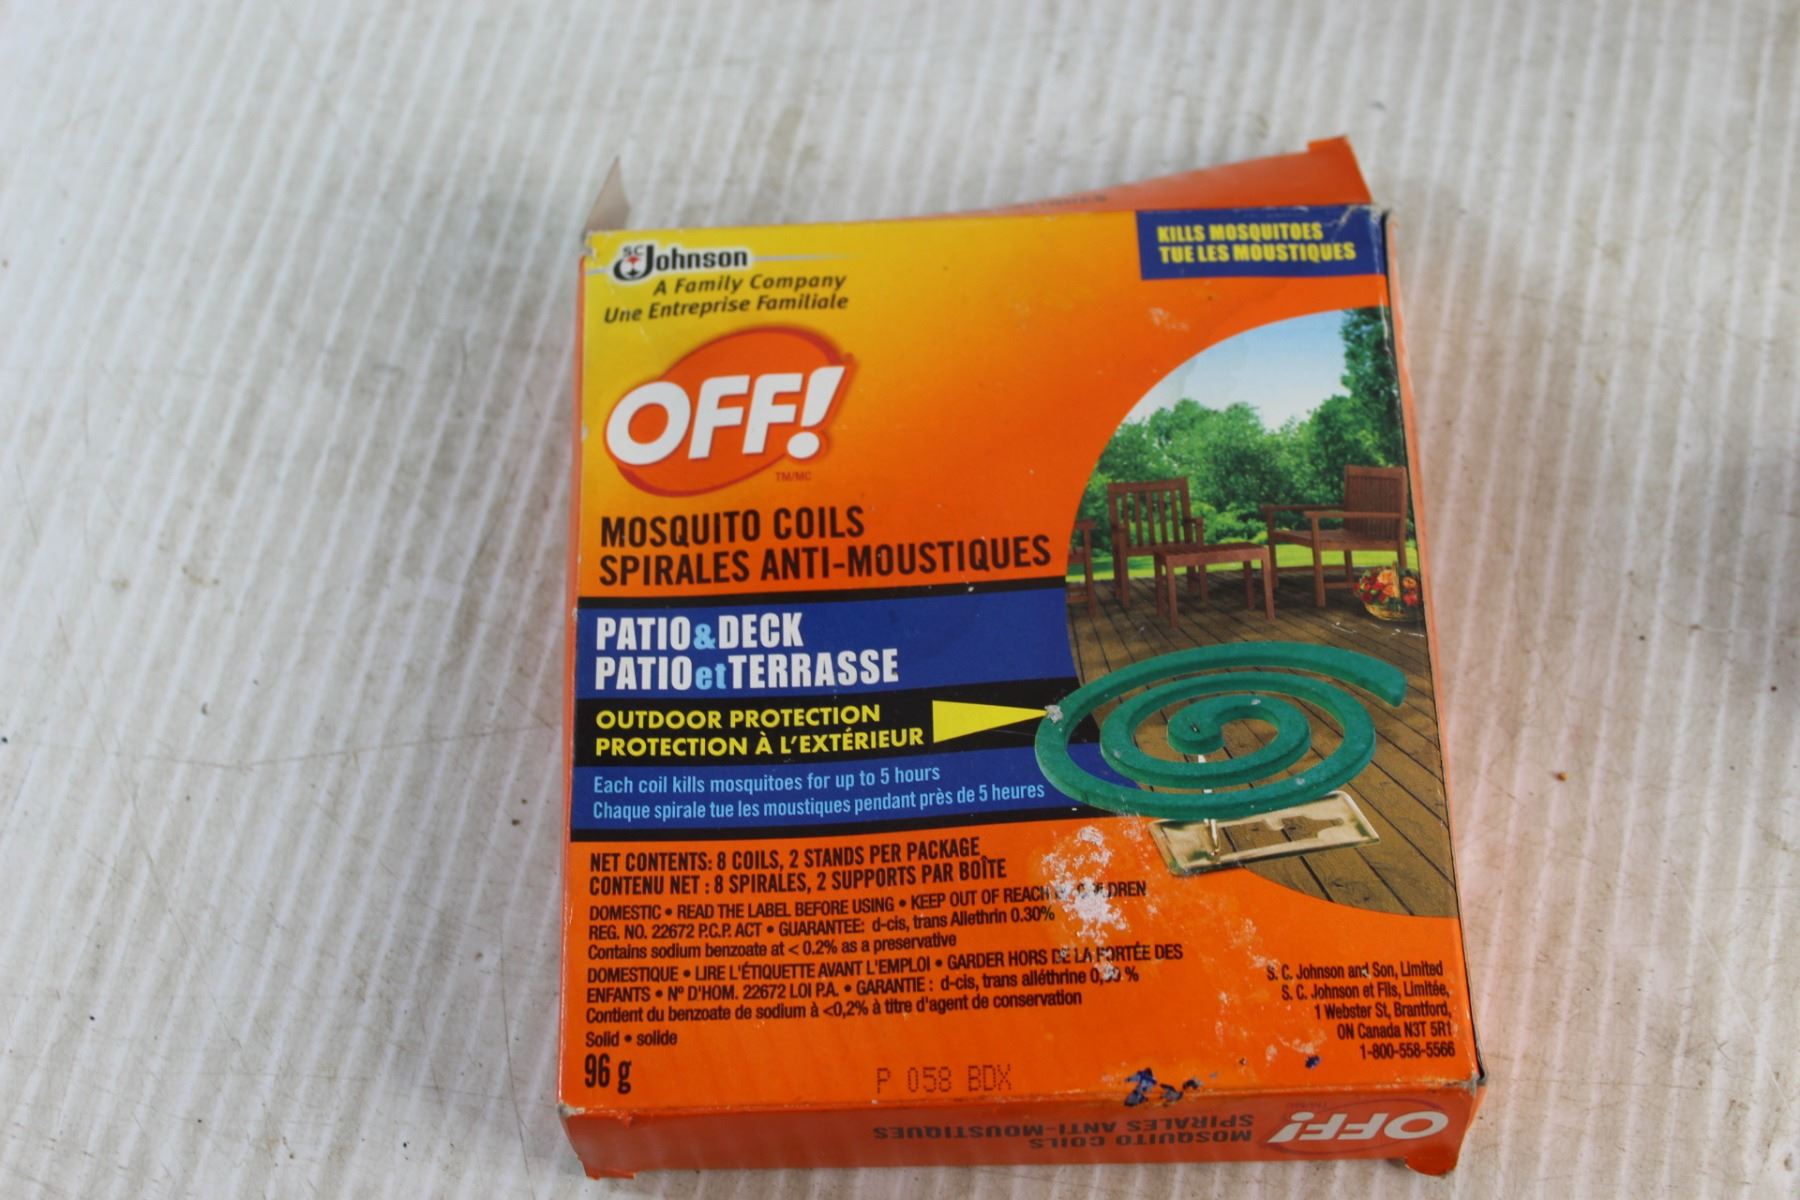 SC Johnson
A Family Company
Une Entreprise Familiale
KILLS MOSQUITOES
TUE LES MOUSTIQUES
OFF!
TM/MC
MOSQUITO COILS
SPIRALES ANTI-MOUSTIQUES
PATIO & DECK
PATIO et TERRASSE
OUTDOOR PROTECTION
PROTECTION À L'EXTÉRIEUR
Each coil kills mosquitoes for up to 5 hours
Chaque spirale tue les moustiques pendant près de 5 heures
NET CONTENTS: 8 COILS, 2 STANDS PER PACKAGE
CONTENU NET : 8 SPIRALES, 2 SUPPORTS PAR BOÎTE
DOMESTIC • READ THE LABEL BEFORE USING • KEEP OUT OF REACH
REG. NO. 22672 P.C.P. ACT • GUARANTEE: d-cis, trans Allethrin 0.30%
Contains sodium benzoate at < 0.2% as a preservative
DOMESTIQUE • LIRE L'ÉTIQUETTE AVANT L'EMPLOI • GARDER HORS DE LA PORTÉE DES
ENFANTS • Nº D'HOM. 22672 LOI P.A. • GARANTIE : d-cis, trans alléthrine %
Contient du benzoate de sodium à <0,2% à titre d'agent de conservation
Solid • solide
96 g
S. C. Johnson and Son, Limited
S. C. Johnson et Fils, Limitée,
1 Webster St, Brantford,
ON Canada N3T 5R1
1-800-558-5566
P 058 BDX
OFF!
MOSQUITO COILS
SPIRALES ANTI-MOUSTIQUES